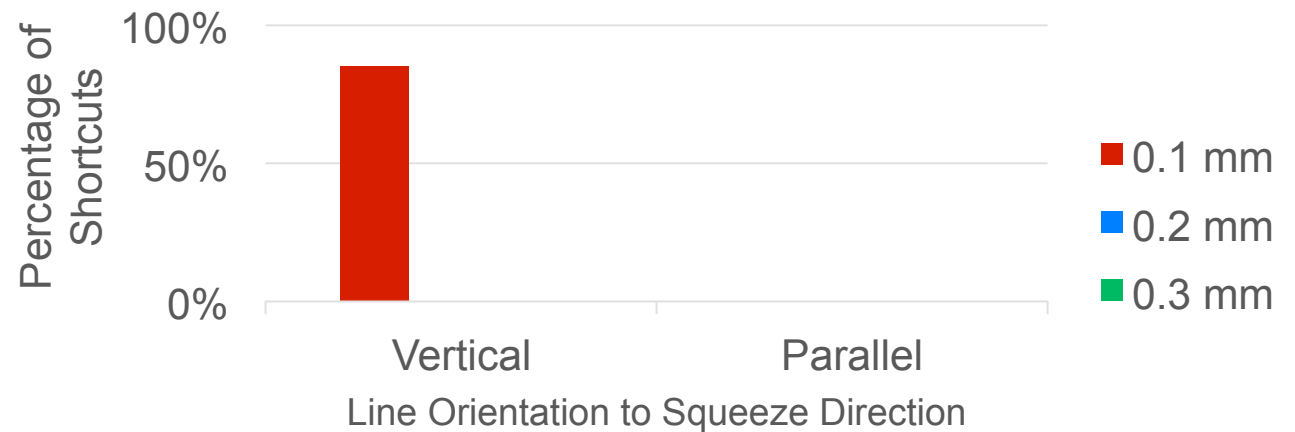 Percentage of
Shortcuts
100%
50%
0%
Vertical
Parallel
Line Orientation to Squeeze Direction
0.1 mm
0.2 mm
0.3 mm